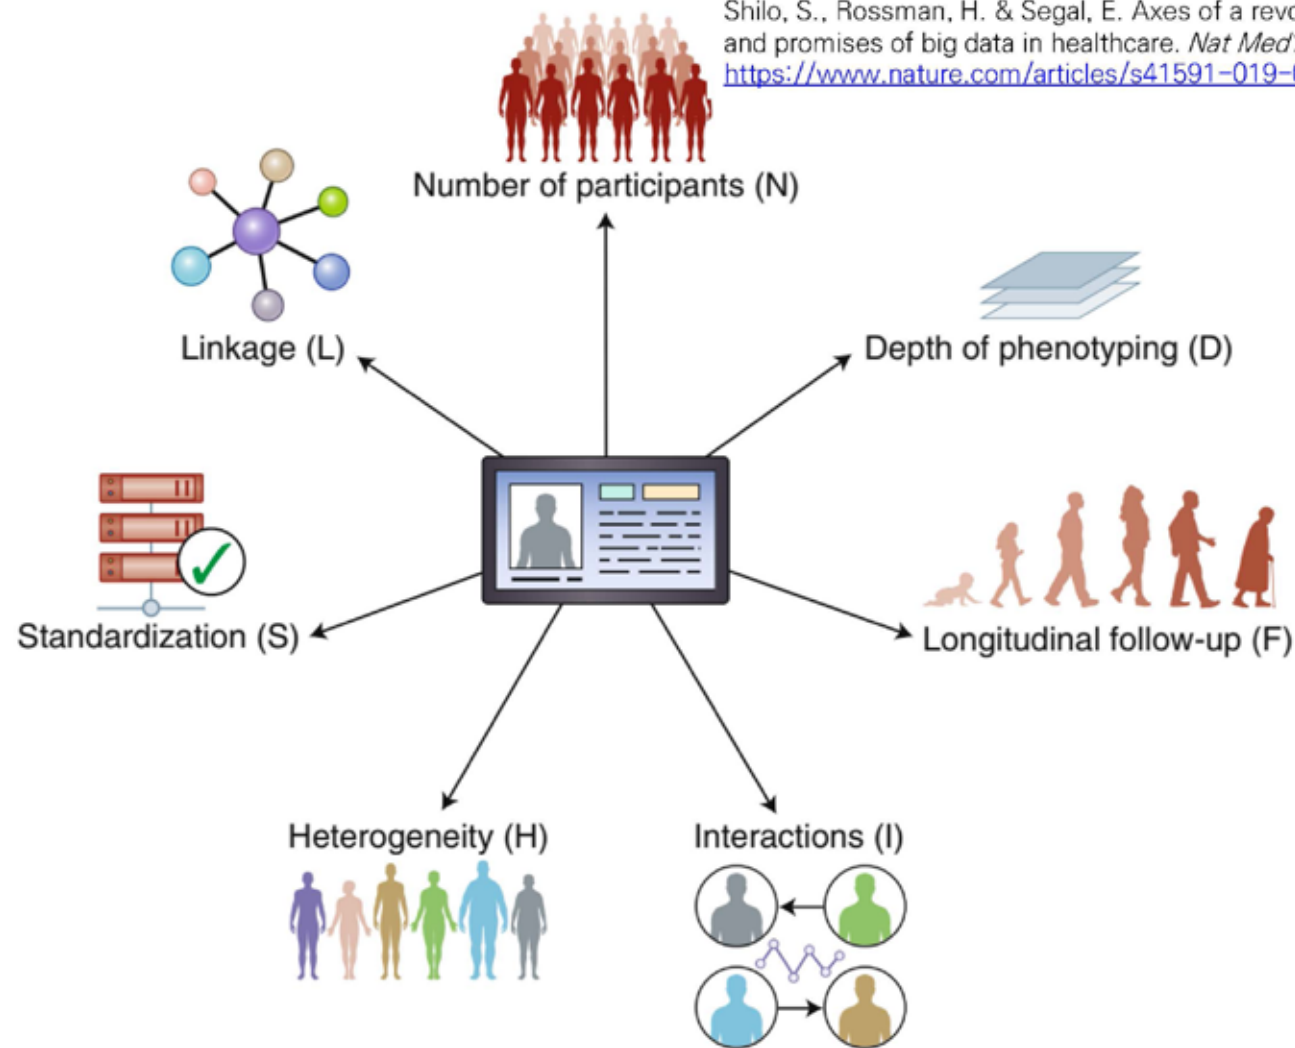 Shilo, S., Rossman, H. & Segal, E. Axes of a
and promises of big data in healthcare. Nat Med
https://www.nature.com/articles/s41591-019-
Number of participants (N)
Linkage (L)
Depth of phenotyping (D)
Standardization (S)
Longitudinal follow-up (F)
Heterogeneity (H)
Interactions (I)